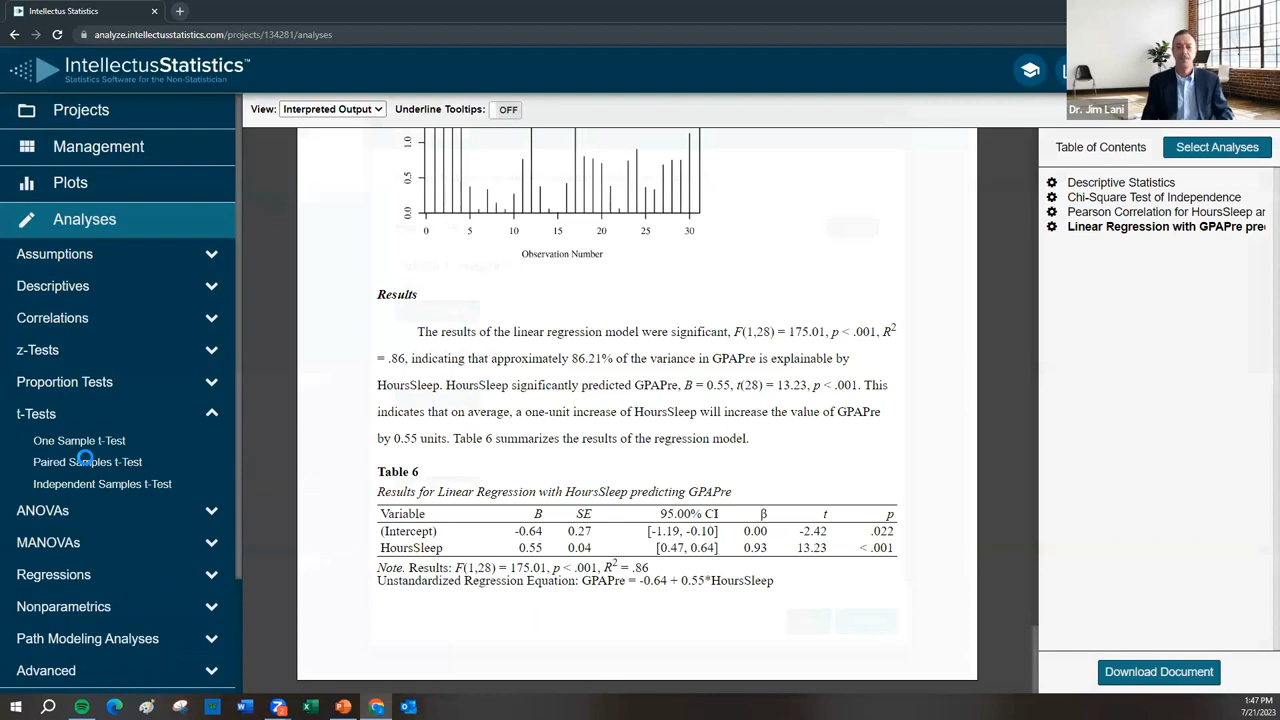 Intellectus Statistics
analyze.intellectusstatistics.com/projects/134281/analyses
IntellectusStatistics™
Statistics Software for the Non-Statistician
Dr. Jim Lani
Projects
Management
Plots
Analyses
Assumptions
Descriptives
Correlations
z-Tests
Proportion Tests
t-Tests
One Sample t-Test
Paired Samples t-Test
Independent Samples t-Test
ANOVAs
MANOVAs
Regressions
Nonparametrics
Path Modeling Analyses
Advanced
View: Interpreted Output Underline Tooltips: OFF
1.0
0.5
0.0
0 5 10 15 20 25 30
Observation Number
Results
The results of the linear regression model were significant, F(1,28) = 175.01, p < .001, R2
= .86, indicating that approximately 86.21% of the variance in GPAPre is explainable by
HoursSleep. HoursSleep significantly predicted GPAPre, B = 0.55, t(28) = 13.23, p < .001. This
indicates that on average, a one-unit increase of HoursSleep will increase the value of GPAPre
by 0.55 units. Table 6 summarizes the results of the regression model.
Table 6
Results for Linear Regression with HoursSleep predicting GPAPre
Variable B SE 95.00% CI β t p
(Intercept) -0.64 0.27 [-1.19, -0.10] 0.00 -2.42 .022
HoursSleep 0.55 0.04 [0.47, 0.64] 0.93 13.23 < .001
Note. Results: F(1,28) = 175.01, p < .001, R2 = .86
Unstandardized Regression Equation: GPAPre = -0.64 + 0.55*HoursSleep
Table of Contents Select Analyses
Descriptive Statistics
Chi-Square Test of Independence
Pearson Correlation for HoursSleep ar
Linear Regression with GPAPre pre
Download Document
1:47 PM
7/21/2023